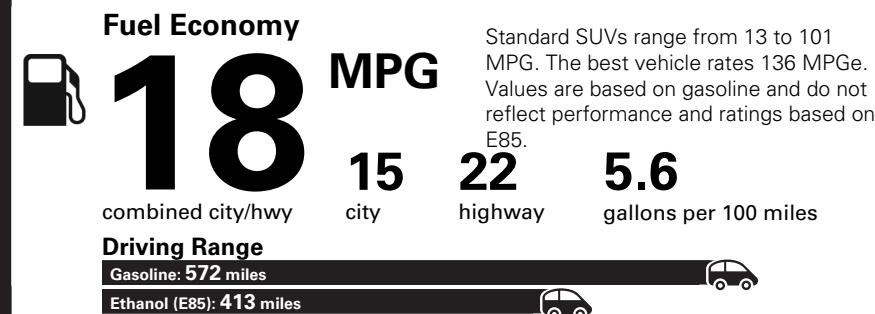 Fuel Economy
18 MPG
Standard SUVs range from 13 to 101
MPG. The best vehicle rates 136 MPGe.
Values are based on gasoline and do not
reflect performance and ratings based on
E85.
15 22 5.6
combined city/hwy city highway gallons per 100 miles
Driving Range
Gasoline: 572 miles
Ethanol (E85): 413 miles